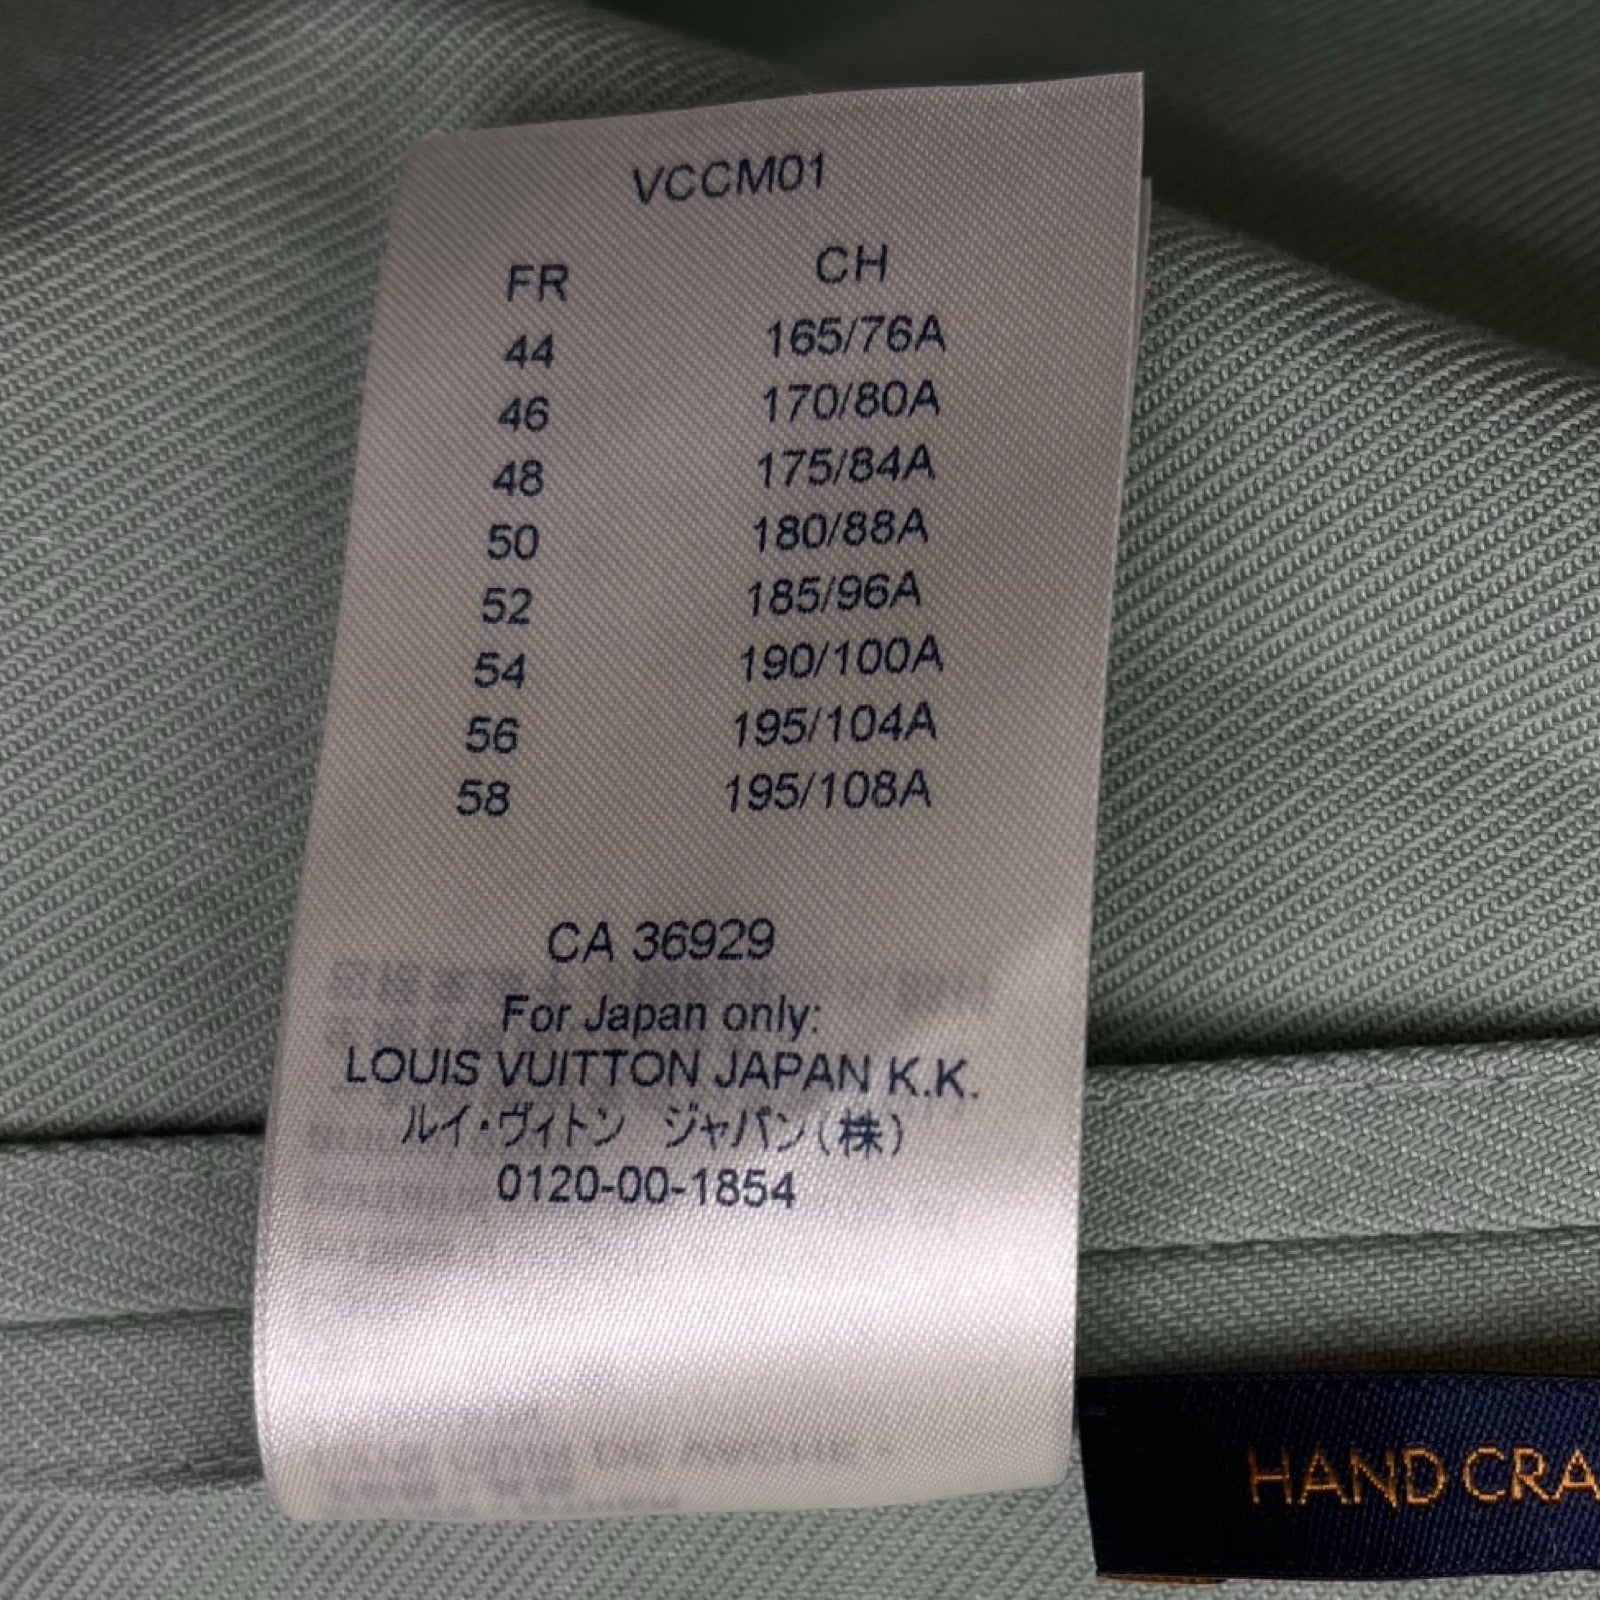 VCCM01
FR CH
44 165/76A
46 170/80A
48 175/84A
50 180/88A
52 185/96A
54 190/100A
56 195/104A
58 195/108A
CA 36929
For Japan only:
LOUIS VUITTON JAPAN K.K.
ルイ・ヴィトン ジャパン(株)
0120-00-1854
HAND CRA